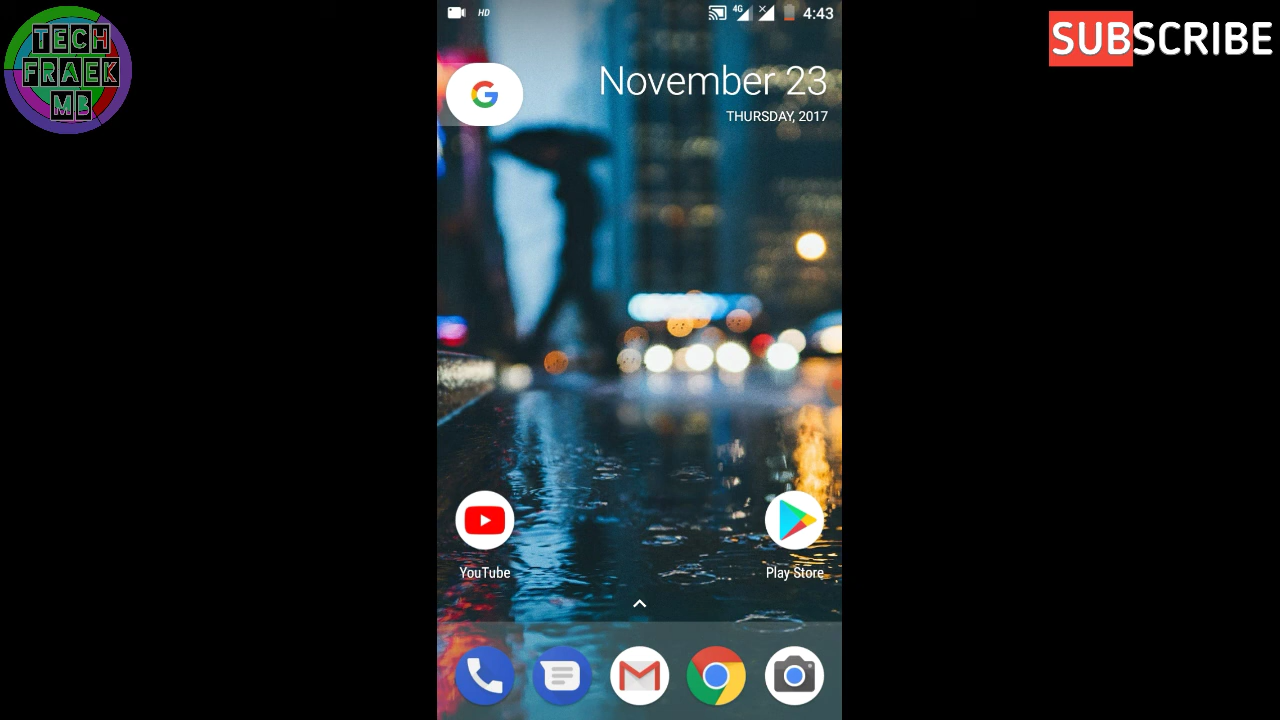 TECH
FRAEK
MB
SUBSCRIBE
HD
4G
4:43
G
November 23
THURSDAY, 2017
YouTube
Play Store